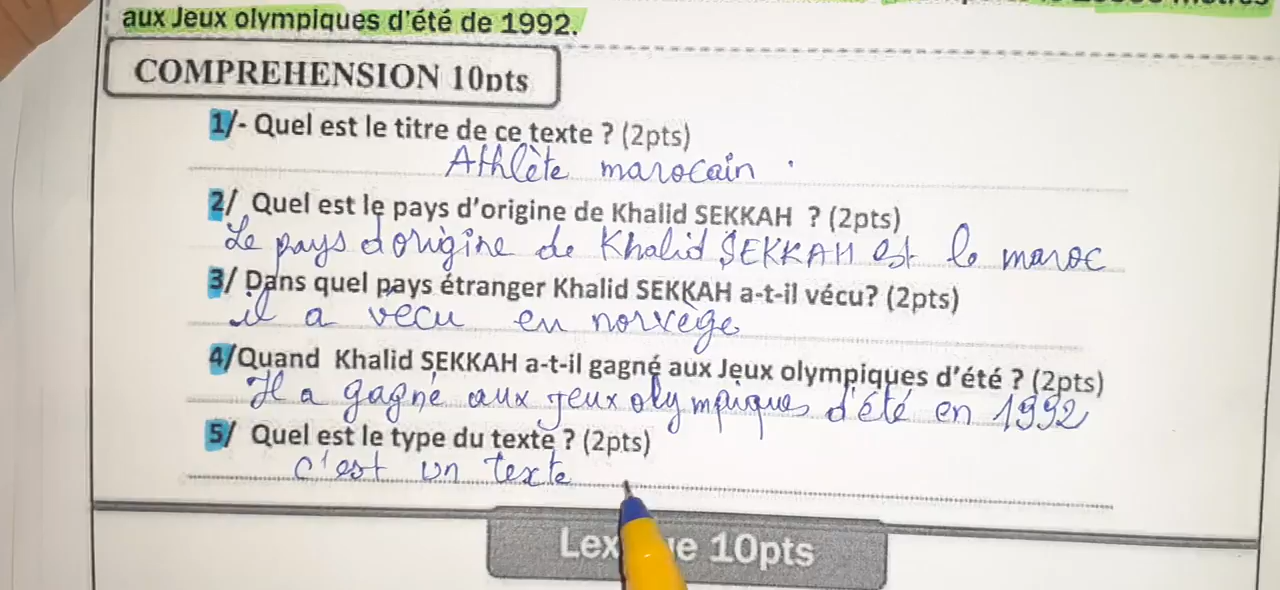 aux Jeux olympiques d'été de 1992.
COMPREHENSION 10pts
1/- Quel est le titre de ce texte ? (2pts)
Athlète marocain .
2/ Quel est le pays d'origine de Khalid SEKKAH ? (2pts)
Le pays d'origine de Khalid SEKKAH est le maroc
3/ Dans quel pays étranger Khalid SEKKAH a-t-il vécu? (2pts)
il a vécu en norvège
4/Quand Khalid SEKKAH a-t-il gagné aux Jeux olympiques d'été ? (2pts)
Il a gagné aux jeux olympiques d'été en 1992
5/ Quel est le type du texte ? (2pts)
c'est un texte
10pts